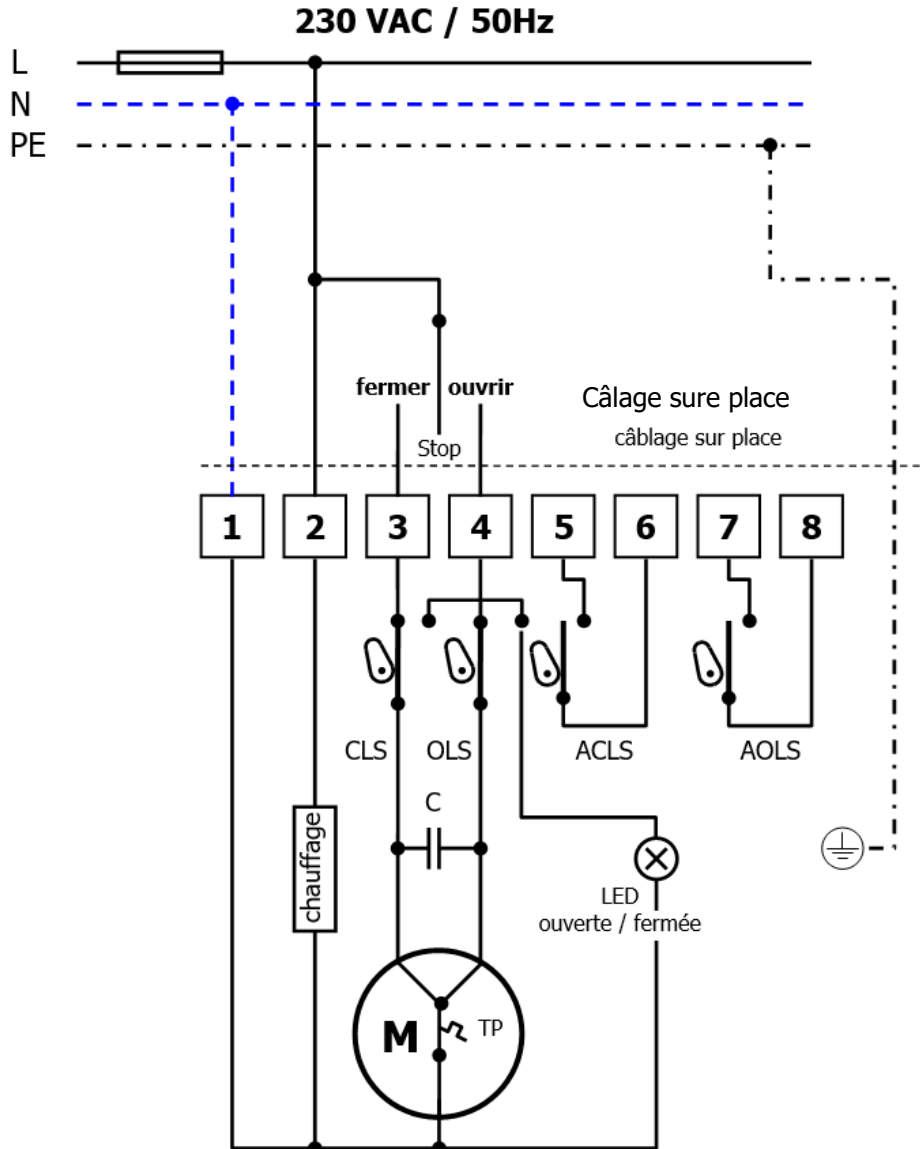 230 VAC / 50Hz
L
N
PE
fermer ouvrir
Stop
Câlage sure place
câblage sur place
1 2 3 4 5 6 7 8
CLS OLS ACLS AOLS
C
chauffage
LED
ouverte / fermée
M TP